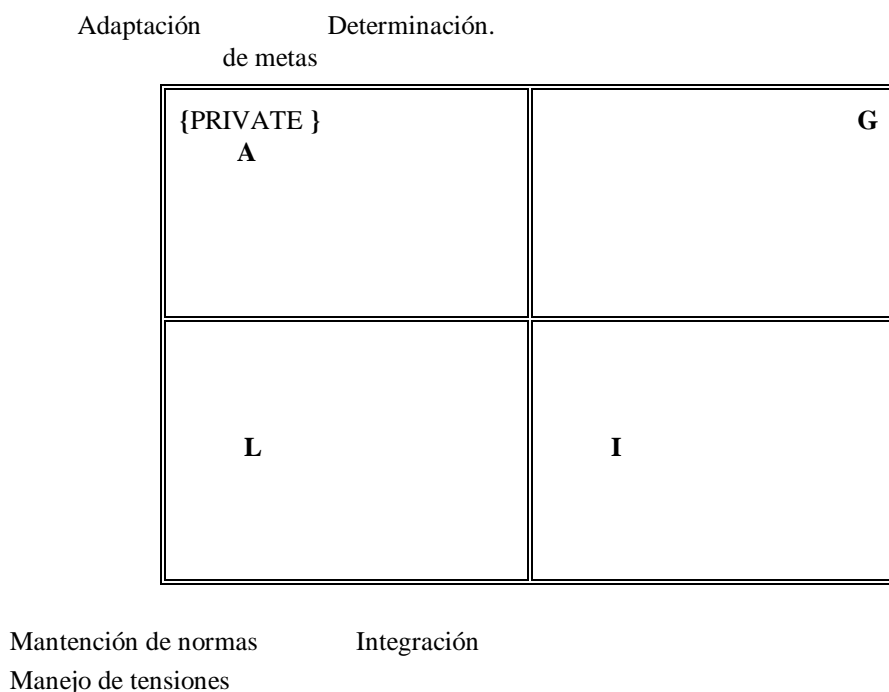 Adaptación Determinación.
de metas
{PRIVATE } G
A
L I
Mantención de normas Integración
Manejo de tensiones